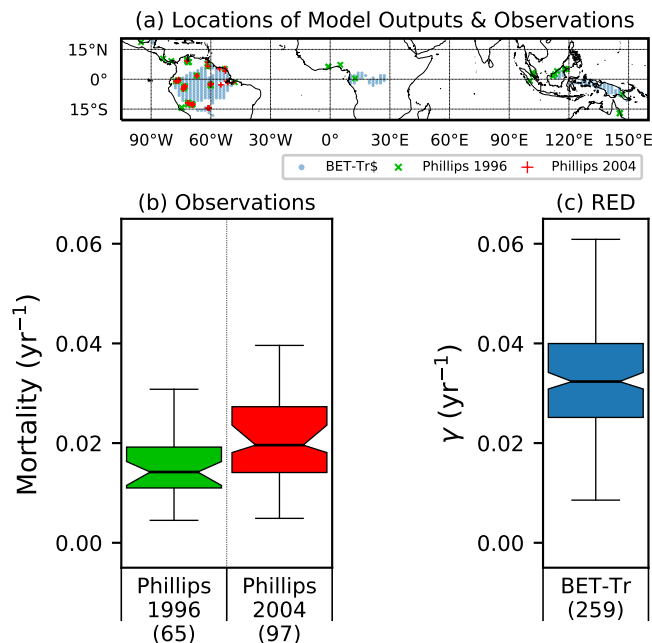 (a) Locations of Model Outputs & Observations
15°N
0°
15°S
90°W 60°W 30°W 0° 30°E 60°E 90°E 120°E 150°E
BET-Tr$ Phillips 1996 Phillips 2004
(b) Observations
Mortality (yr⁻¹)
0.06
0.04
0.02
0.00
Phillips 1996 (65)
Phillips 2004 (97)
(c) RED
γ (yr⁻¹)
0.06
0.04
0.02
0.00
BET-Tr
(259)